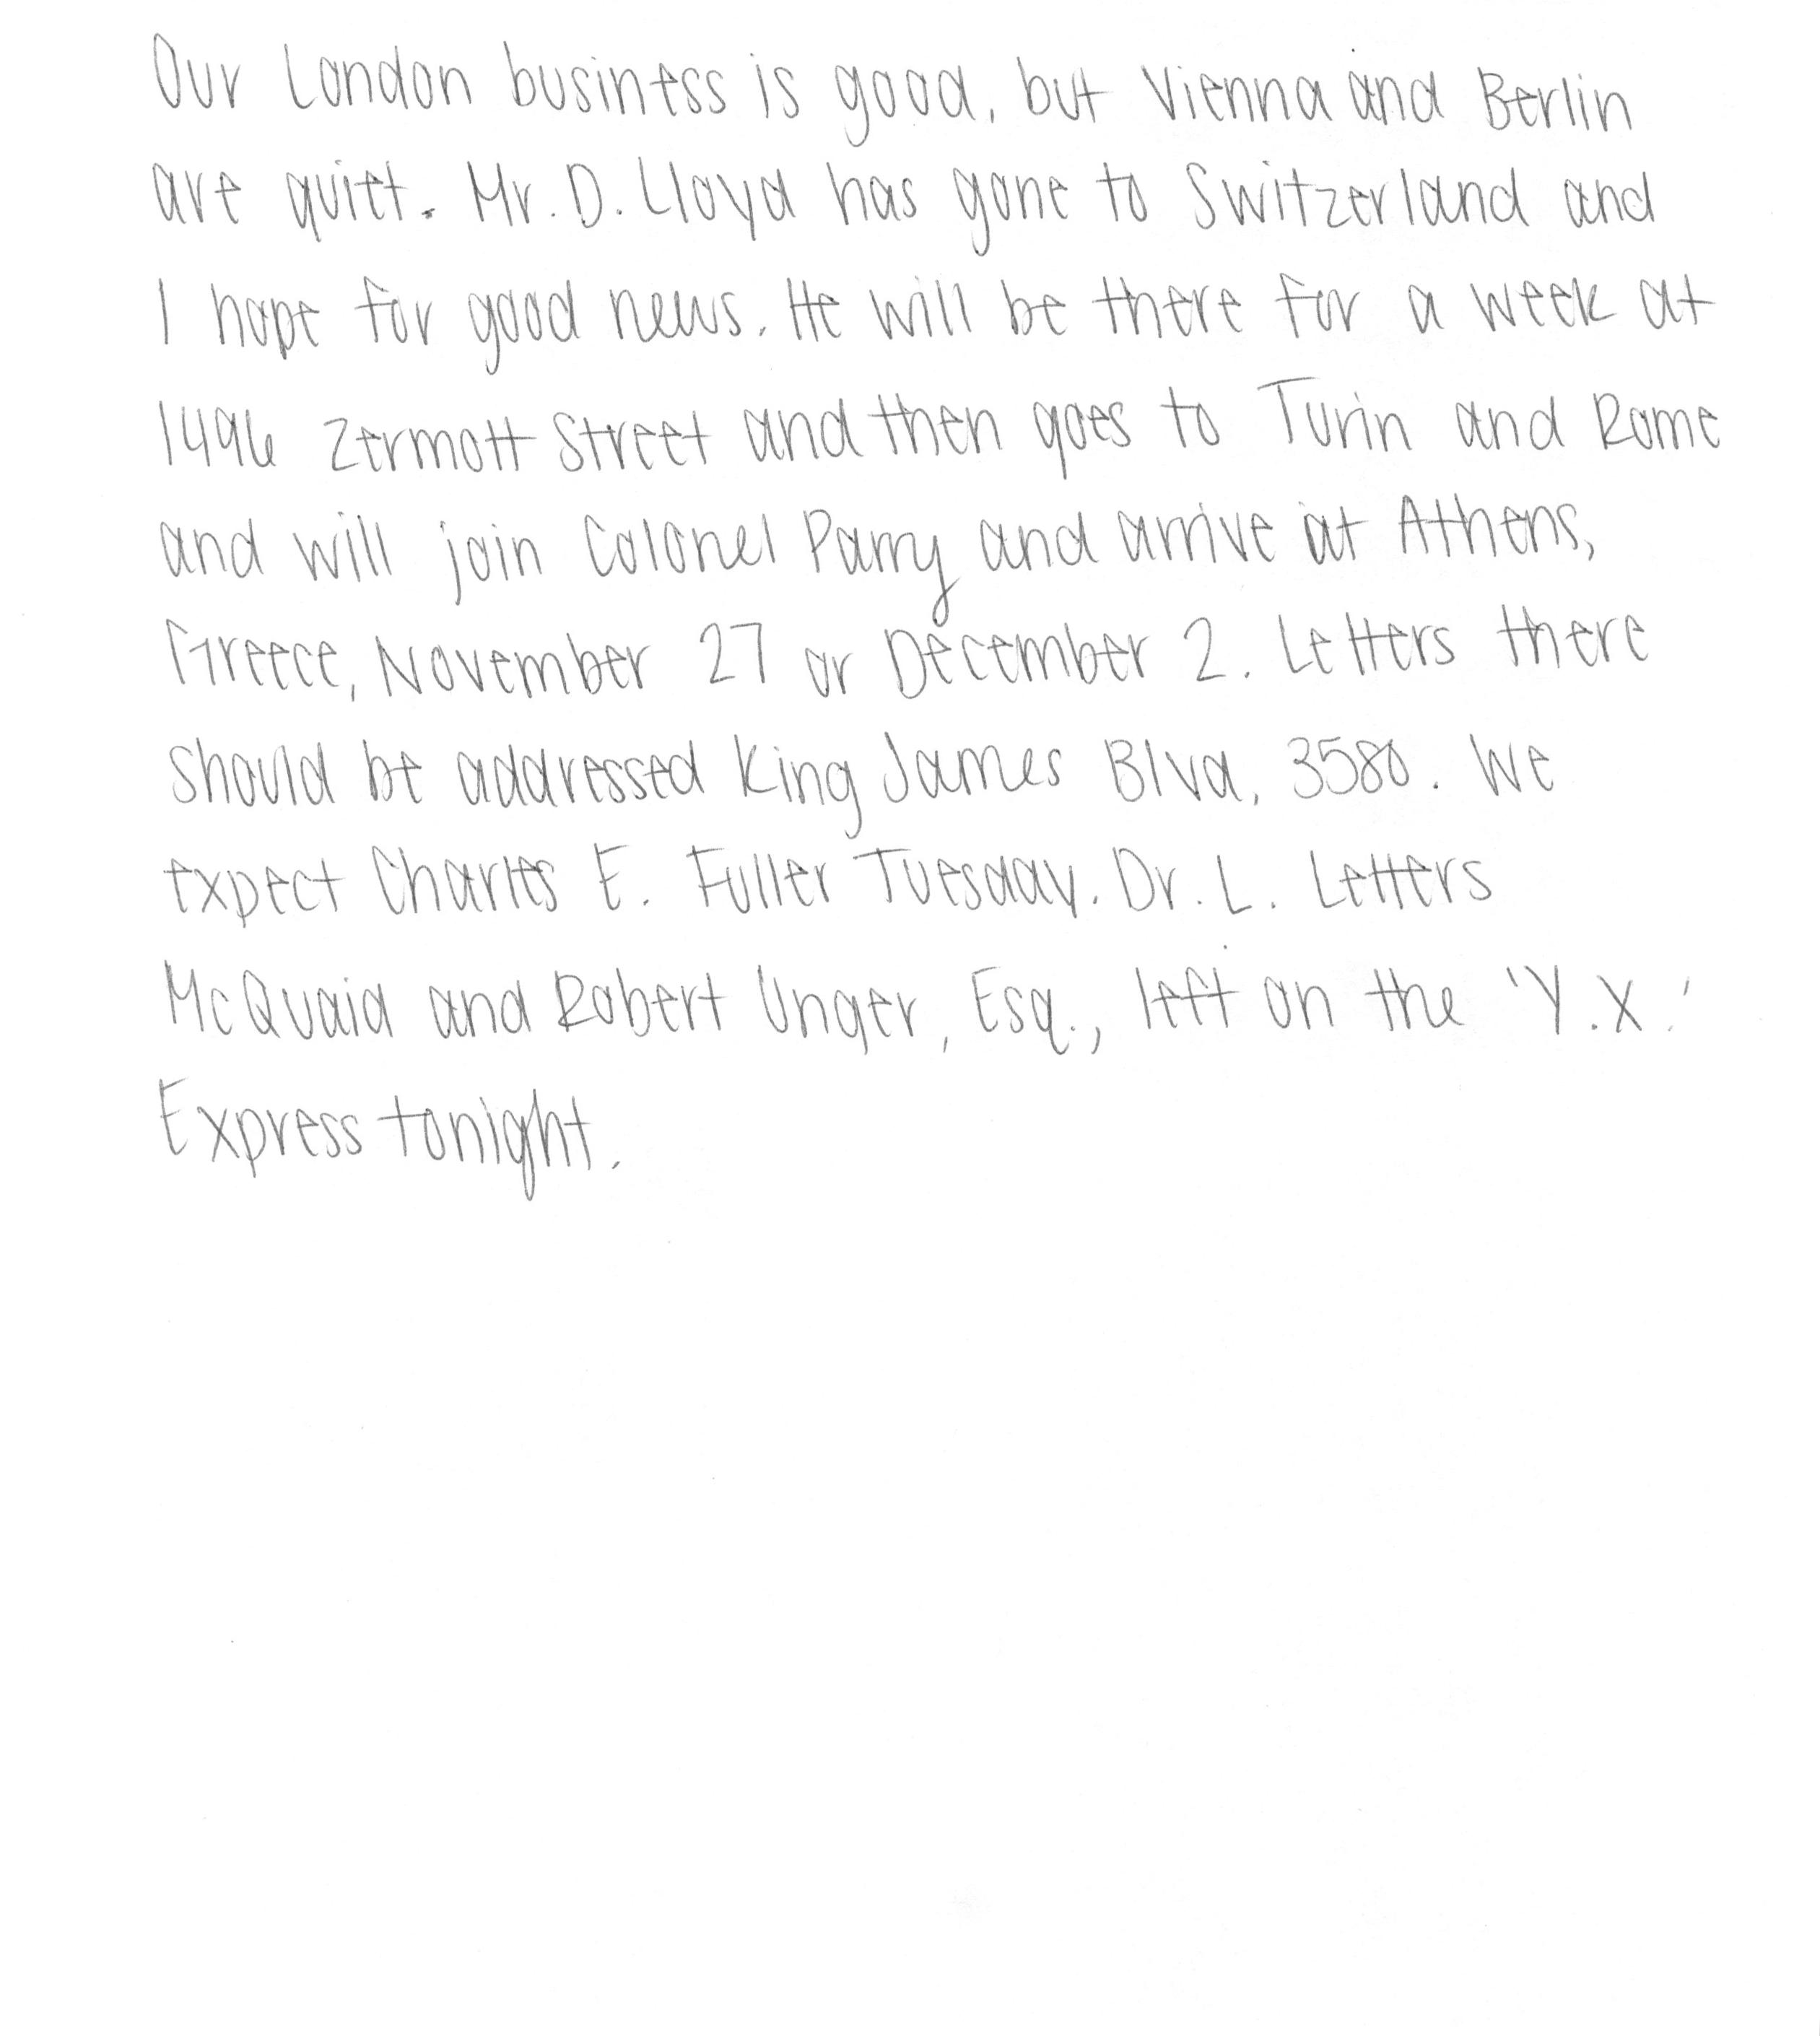 Our London business is good, but Vienna and Berlin
are quiet. Mr. D. Lloyd has gone to Switzerland and
I hope for good news. He will be there for a week at
1496 Zermott Street and then goes to Turin and Rome
and will join Colonel Parry and arrive at Athens,
Greece, November 27 or December 2. Letters there
should be addressed King James Blvd, 3580. We
expect Charles E. Fuller Tuesday. Dr. L. Letters
McQuaid and Robert Unger, Esq., left on the 'Y.X.'
Express tonight.